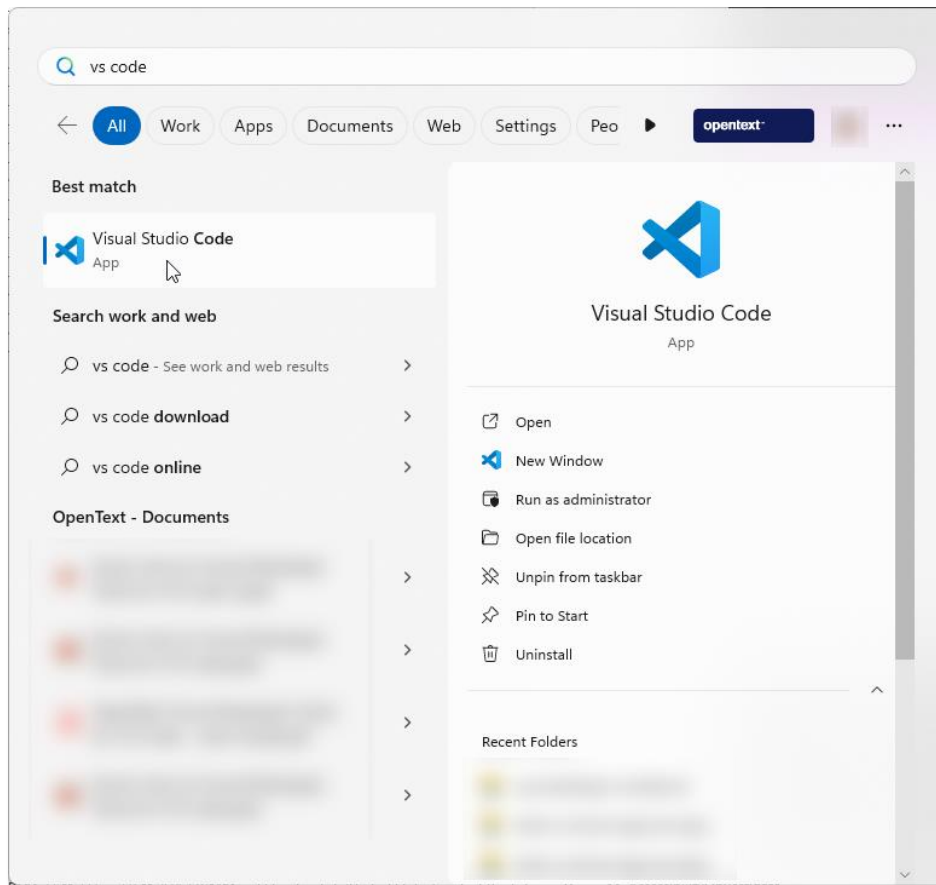 vs code
All
Work
Apps
Documents
Web
Settings
Peo
opentext™
Best match
Visual Studio Code
App
Search work and web
vs code - See work and web results
vs code download
vs code online
OpenText - Documents
Visual Studio Code
App
Open
New Window
Run as administrator
Open file location
Unpin from taskbar
Pin to Start
Uninstall
Recent Folders